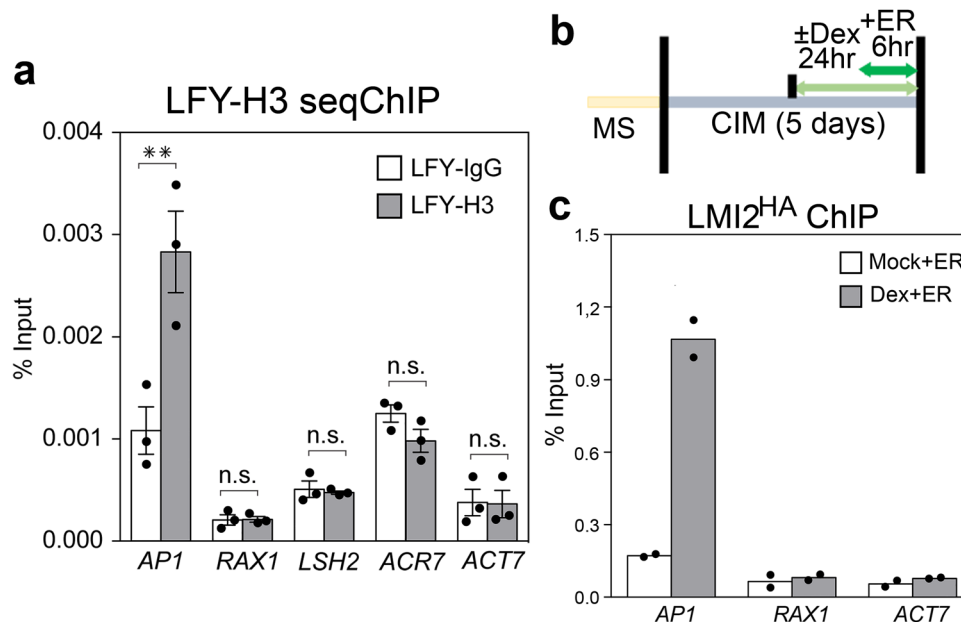 a
LFY-H3 seqChIP
% Input
0.004
0.003
0.002
0.001
0.000
**
n.s.
n.s.
n.s.
n.s.
LFY-IgG
LFY-H3
AP1
RAX1
LSH2
ACR7
ACT7
b
±Dex
24hr
+ER
6hr
MS
CIM (5 days)
c
LMI2HA ChIP
% Input
1.5
1,2
0.9
0.6
0.3
0.0
Mock+ER
Dex+ER
AP1
RAX1
ACT7